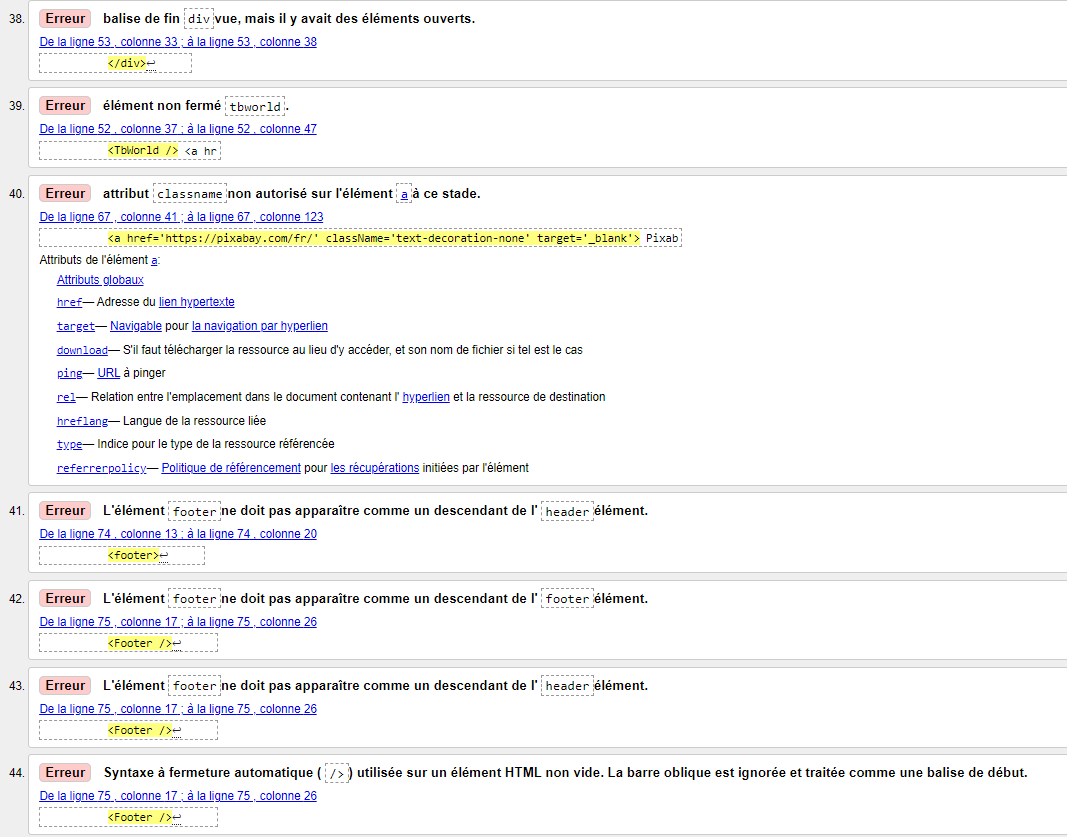 38. Erreur balise de fin div vue, mais il y avait des éléments ouverts.
De la ligne 53 , colonne 33 ; à la ligne 53 , colonne 38
</div>↩
39. Erreur élément non fermé tbworld.
De la ligne 52 , colonne 37 ; à la ligne 52 , colonne 47
<TbWorld /> <a hr
40. Erreur attribut classname non autorisé sur l'élément a à ce stade.
De la ligne 67 , colonne 41 ; à la ligne 67 , colonne 123
<a href='https://pixabay.com/fr/' className='text-decoration-none' target='_blank'> Pixab
Attributs de l'élément a:
Attributs globaux
href— Adresse du lien hypertexte
target— Navigable pour la navigation par hyperlien
download— S'il faut télécharger la ressource au lieu d'y accéder, et son nom de fichier si tel est le cas
ping— URL à pinger
rel— Relation entre l'emplacement dans le document contenant l' hyperlien et la ressource de destination
hreflang— Langue de la ressource liée
type— Indice pour le type de la ressource référencée
referrerpolicy— Politique de référencement pour les récupérations initiées par l'élément
41. Erreur L'élément footer ne doit pas apparaître comme un descendant de l' header élément.
De la ligne 74 , colonne 13 ; à la ligne 74 , colonne 20
<footer>↩
42. Erreur L'élément footer ne doit pas apparaître comme un descendant de l' footer élément.
De la ligne 75 , colonne 17 ; à la ligne 75 , colonne 26
<Footer />↩
43. Erreur L'élément footer ne doit pas apparaître comme un descendant de l' header élément.
De la ligne 75 , colonne 17 ; à la ligne 75 , colonne 26
<Footer />↩
44. Erreur Syntaxe à fermeture automatique ( />) utilisée sur un élément HTML non vide. La barre oblique est ignorée et traitée comme une balise de début.
De la ligne 75 , colonne 17 ; à la ligne 75 , colonne 26
<Footer />↩